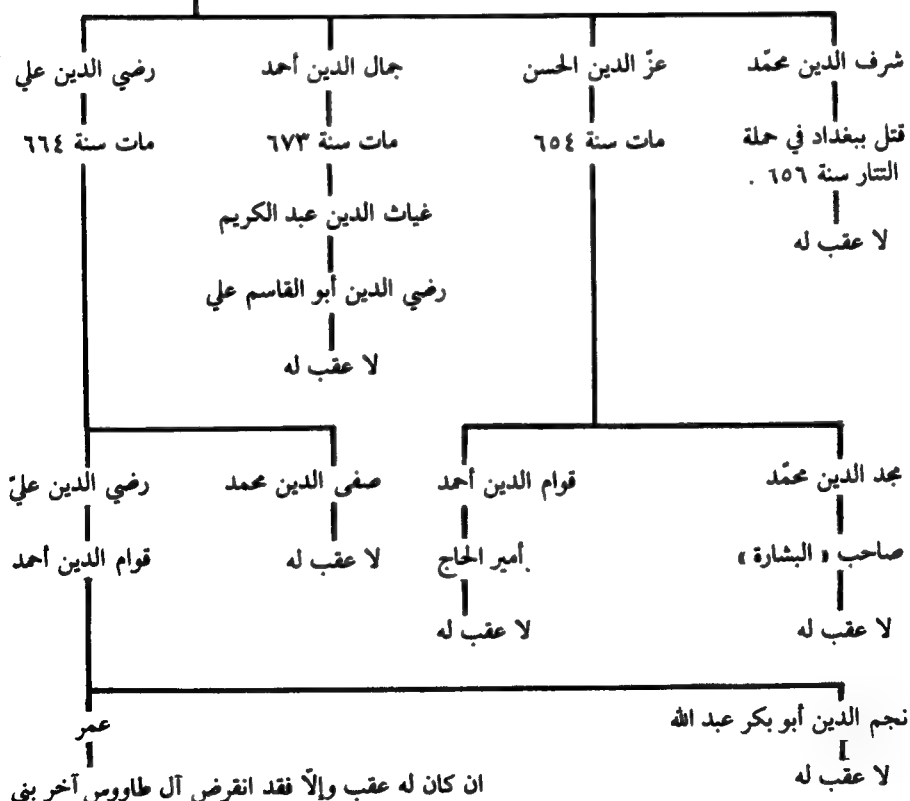 شرف الدين محمّد
عزّ الدين الحسن
جمال الدين أحمد
رضي الدين علي
قتل ببغداد في حملة
التتار سنة ٦٥٦ .
مات سنة ٦٥٤
مات سنة ٦٧٣
مات سنة ٦٦٤
لا عقب له
غياث الدين عبد الكريم
رضي الدين أبو القاسم علي
لا عقب له
مجد الدين محمّد
قوام الدين أحمد
صفى الدين محمد
رضي الدين عليّ
صاحب « البشارة »
أمير الحاج
لا عقب له
قوام الدين أحمد
لا عقب له
لا عقب له
نجم الدين أبو بكر عبد الله
عمر
لا عقب له
ان كان له عقب وإلّا فقد انقرض آل طاووس آخر بني